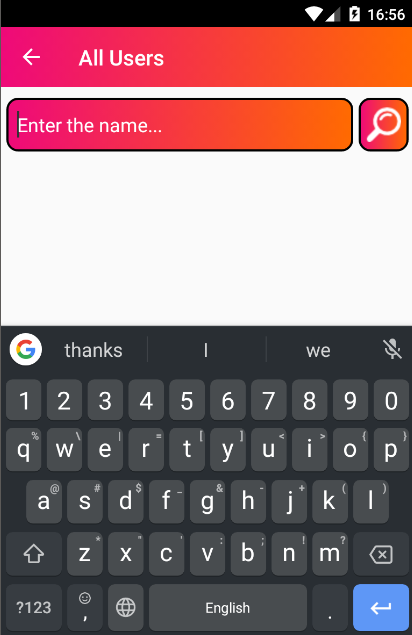 16:56
All Users
Enter the name...
thanks I we
1 2 3 4 5 6 7 8 9 0
q% w\ e| r= t[ y] u< i> o{ p}
a@ s# d$ f_ g& h- j+ k( l)
z* x" c' v: b; n! m?
?123 , English .